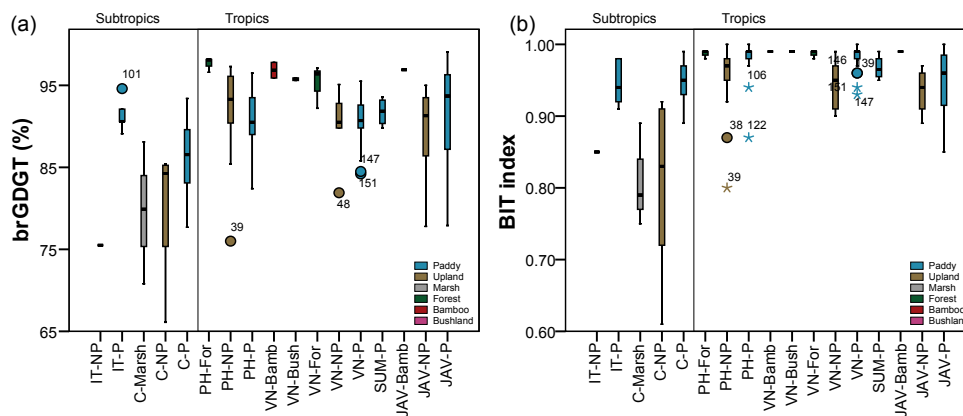 (a)
Subtropics
Tropics
brGDGT (%)
95
85
75
65
101
39
48
147
151
Paddy
Upland
Marsh
Forest
Bamboo
Bushland
IT-NP
IT-P
C-Marsh
C-NP
C-P
PH-For
PH-NP
PH-P
VN-Bamb
VN-Bush
VN-For
VN-NP
VN-P
SUM-P
JAV-Bamb
JAV-NP
JAV-P
(b)
Subtropics
Tropics
BIT index
1.00
0.90
0.80
0.70
0.60
106
122
38
39
146
151
39
147
Paddy
Upland
Marsh
Forest
Bamboo
Bushland
IT-NP
IT-P
C-Marsh
C-NP
C-P
PH-For
PH-NP
PH-P
VN-Bamb
VN-Bush
VN-For
VN-NP
VN-P
SUM-P
JAV-Bamb
JAV-NP
JAV-P